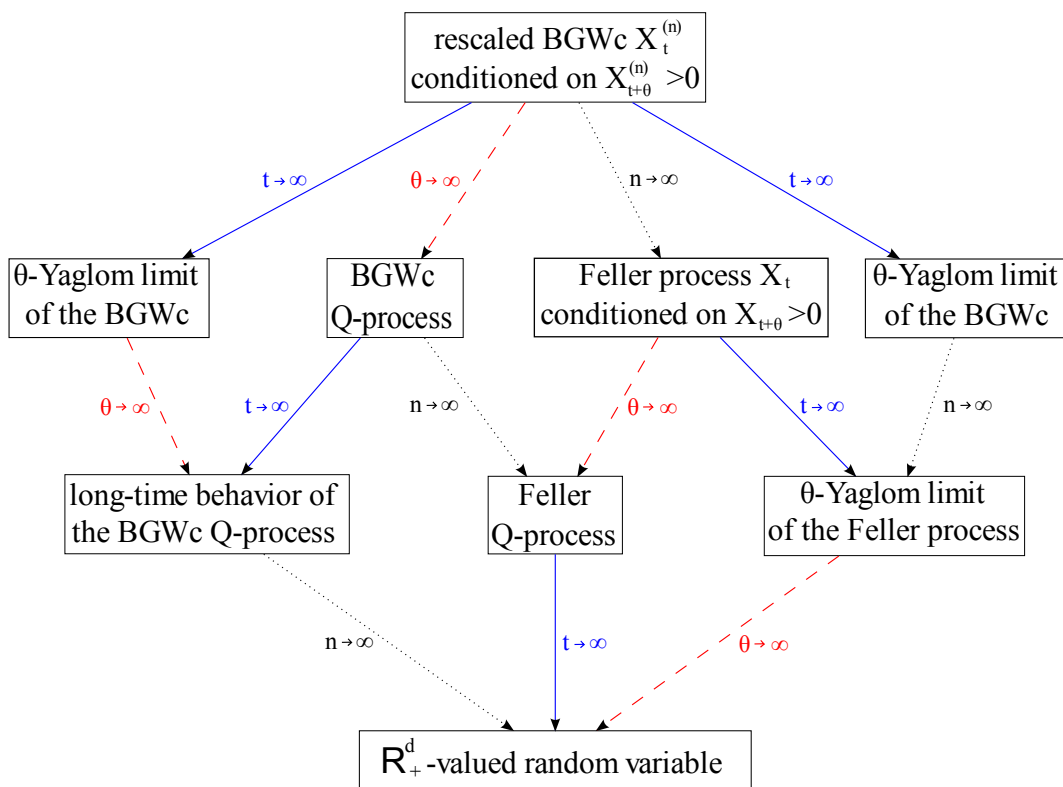 rescaled BGWc X_t^(n)
conditioned on X_{t+θ}^(n) >0
t→∞
θ→∞
n→∞
t→∞
θ-Yaglom limit
of the BGWc
BGWc
Q-process
Feller process X_t
conditioned on X_{t+θ} >0
θ-Yaglom limit
of the BGWc
θ→∞
t→∞
n→∞
θ→∞
t→∞
n→∞
long-time behavior of
the BGWc Q-process
Feller
Q-process
θ-Yaglom limit
of the Feller process
n→∞
t→∞
θ→∞
R_+^d-valued random variable